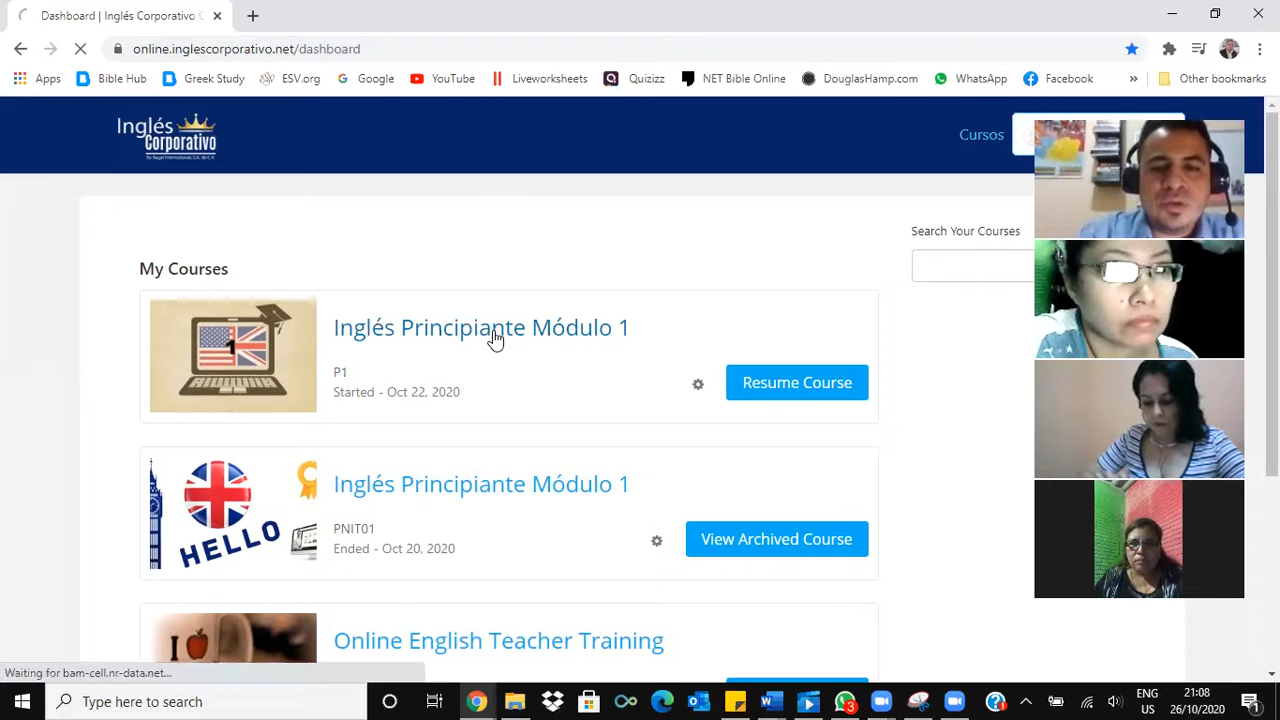 Dashboard | Inglés Corporativo
online.inglescorporativo.net/dashboard
Apps
Bible Hub
Greek Study
ESV.org
Google
YouTube
Liveworksheets
Quizizz
NET Bible Online
DouglasHamp.com
WhatsApp
Facebook
»
Other bookmarks
Inglés
Corporativo
Cursos
Search Your Courses
My Courses
Inglés Principiante Módulo 1
P1
Started - Oct 22, 2020
Resume Course
1
Inglés Principiante Módulo 1
PNIT01
Ended - Oct 20, 2020
View Archived Course
HELLO
Online English Teacher Training
I
Waiting for bam-cell.nr-data.net...
Type here to search
3
ENG
US
21:08
26/10/2020
1